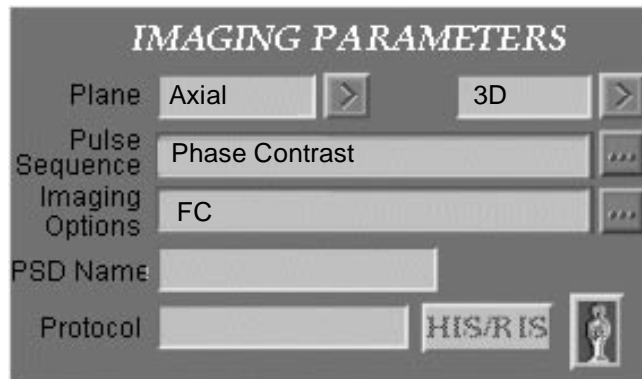 IMAGING PARAMETERS
Plane Axial > 3D >
Pulse
Sequence Phase Contrast ...
Imaging
Options FC ...
PSD Name
Protocol HIS/RIS